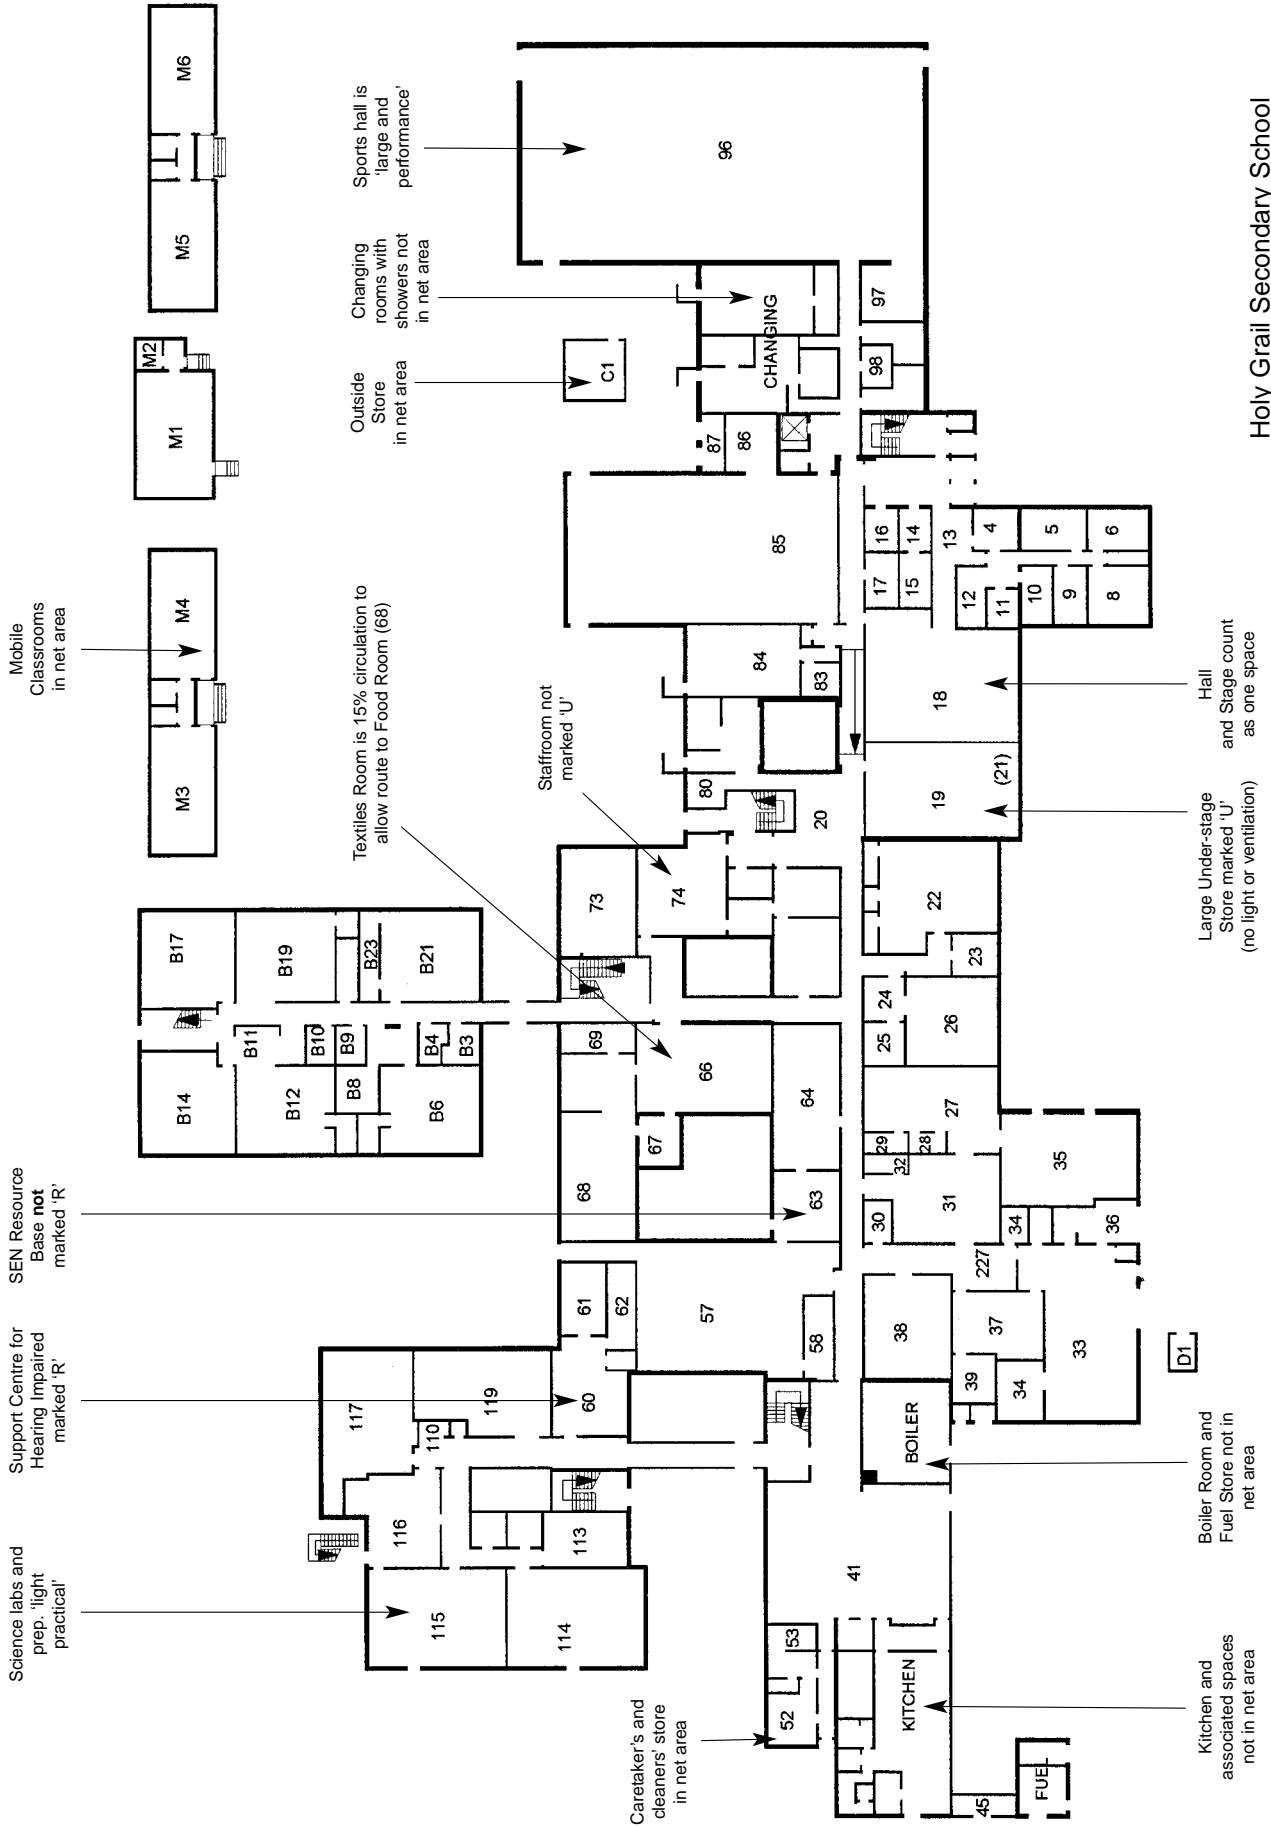 Mobile
Classrooms
in net area
M6
M5
M2
M1
M4
M3
Sports hall is
'large and
performance'
Changing
rooms with
showers not
in net area
Outside
Store
in net area
Textiles Room is 15% circulation to
allow route to Food Room (68)
Staffroom not
marked 'U'
SEN Resource
Base not
marked 'R'
Support Centre for
Hearing Impaired
marked 'R'
Science labs and
prep. 'light
practical'
Caretaker's and
cleaners' store
in net area
96
97
98
CHANGING
C1
87
86
85
84
83
80
20
16
14
17
15
13
4
5
6
12
11
10
9
8
18
19
(21)
B17
B19
B23
B21
B11
B10
B9
B4
B3
B14
B12
B8
B6
73
74
69
66
67
68
64
63
22
23
24
25
26
27
29
28
32
31
30
35
34
36
227
37
33
38
39
34
61
62
57
58
60
117
119
110
116
113
115
114
BOILER
41
53
52
KITCHEN
45
FUEL
D1
Hall
and Stage count
as one space
Large Under-stage
Store marked 'U'
(no light or ventilation)
Boiler Room and
Fuel Store not in
net area
Kitchen and
associated spaces
not in net area
Holy Grail Secondary School